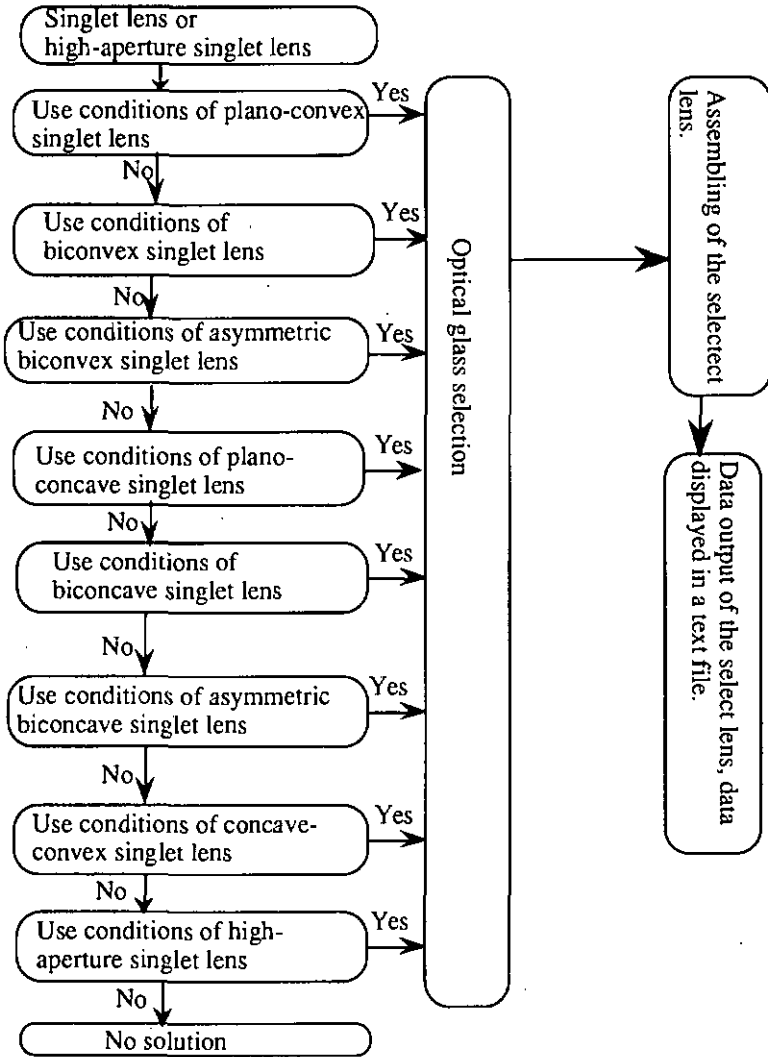 Singlet lens or
high-aperture singlet lens
Yes
Use conditions of plano-convex
singlet lens
No
Yes
Use conditions of
biconvex singlet lens
No
Use conditions of asymmetric
biconvex singlet lens
Yes
No
Use conditions of plano-
concave singlet lens
Yes
No
Use conditions of
biconcave singlet lens
Yes
No
Use conditions of asymmetric
biconcave singlet lens
Yes
No
Use conditions of concave-
convex singlet lens
Yes
No
Use conditions of high-
aperture singlet lens
Yes
No
No solution
Optical glass selection
Assembling of the selectect
lens.
Data output of the select lens, data
displayed in a text file.